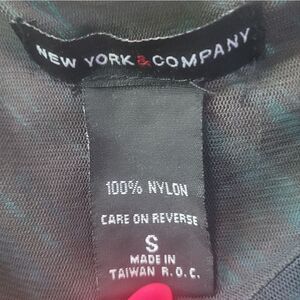 NEW YORK & COMPANY
100% NYLON
CARE ON REVERSE
S
MADE IN
TAIWAN R.O.C.